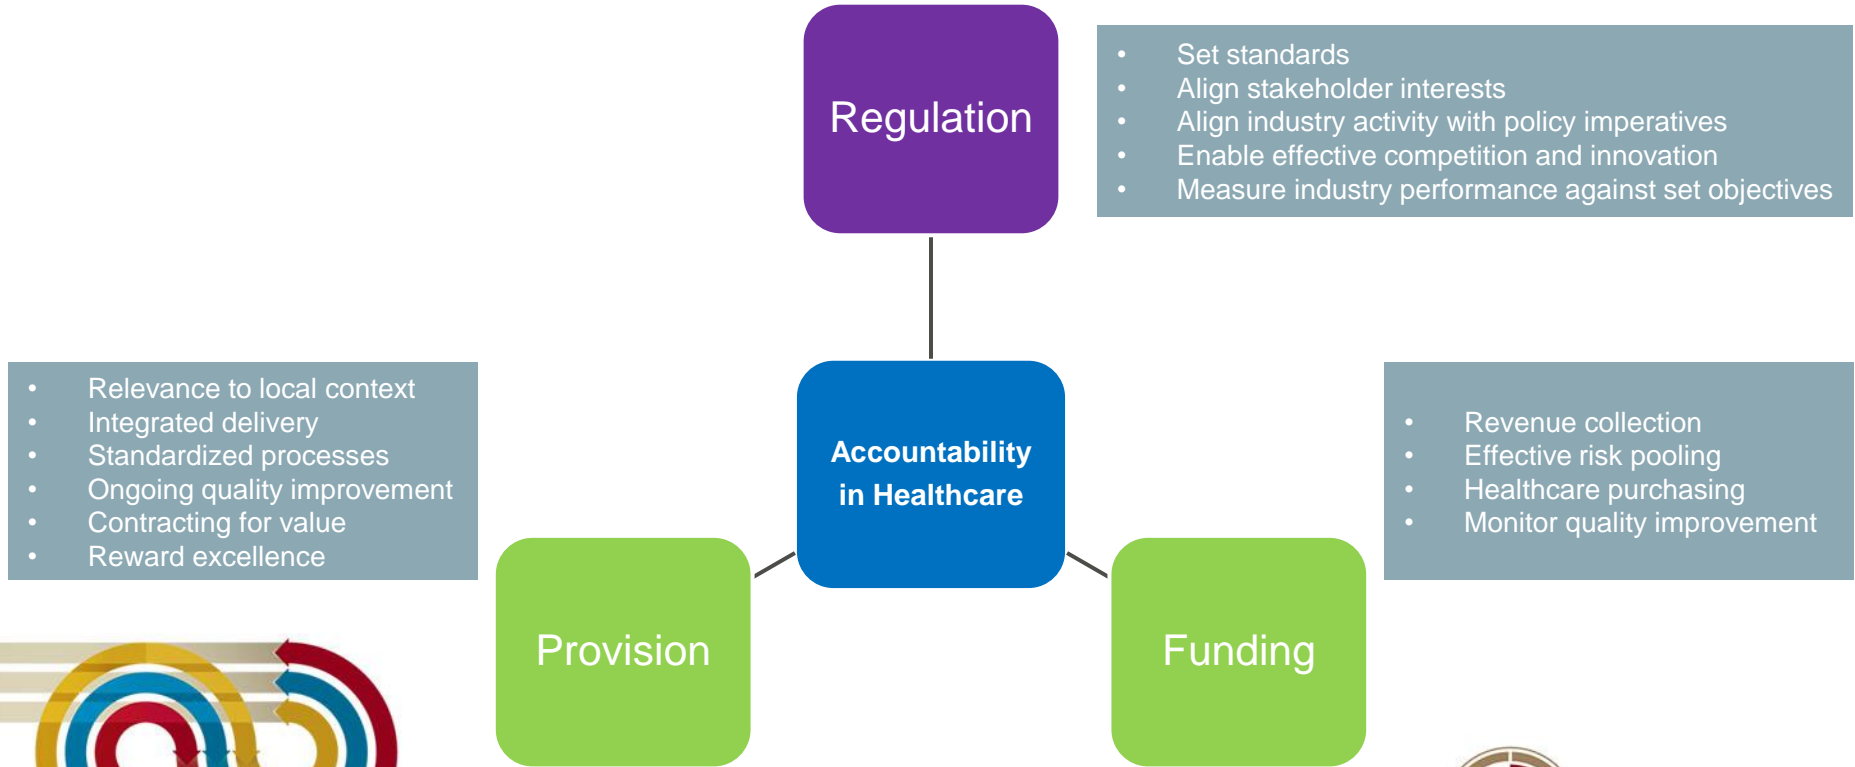 Regulation
• Set standards
• Align stakeholder interests
• Align industry activity with policy imperatives
• Enable effective competition and innovation
• Measure industry performance against set objectives
• Relevance to local context
• Integrated delivery
• Standardized processes
• Ongoing quality improvement
• Contracting for value
• Reward excellence
Accountability
in Healthcare
• Revenue collection
• Effective risk pooling
• Healthcare purchasing
• Monitor quality improvement
Provision
Funding